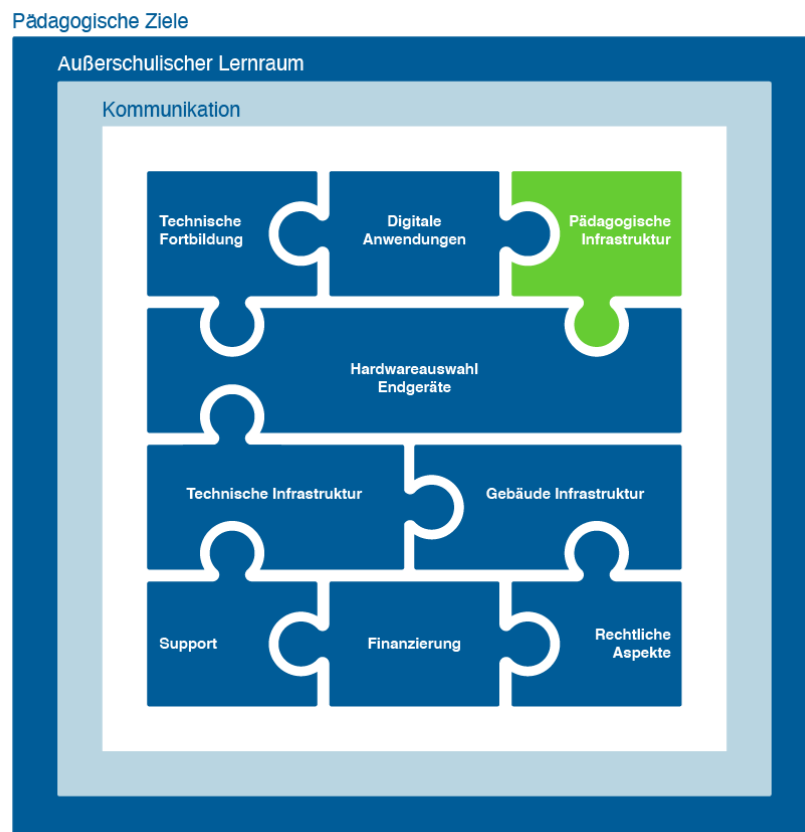 Pädagogische Ziele
Außerschulischer Lernraum
Kommunikation
Technische
Fortbildung
Digitale
Anwendungen
Pädagogische
Infrastruktur
Hardwareauswahl
Endgeräte
Technische Infrastruktur
Gebäude Infrastruktur
Support
Finanzierung
Rechtliche
Aspekte